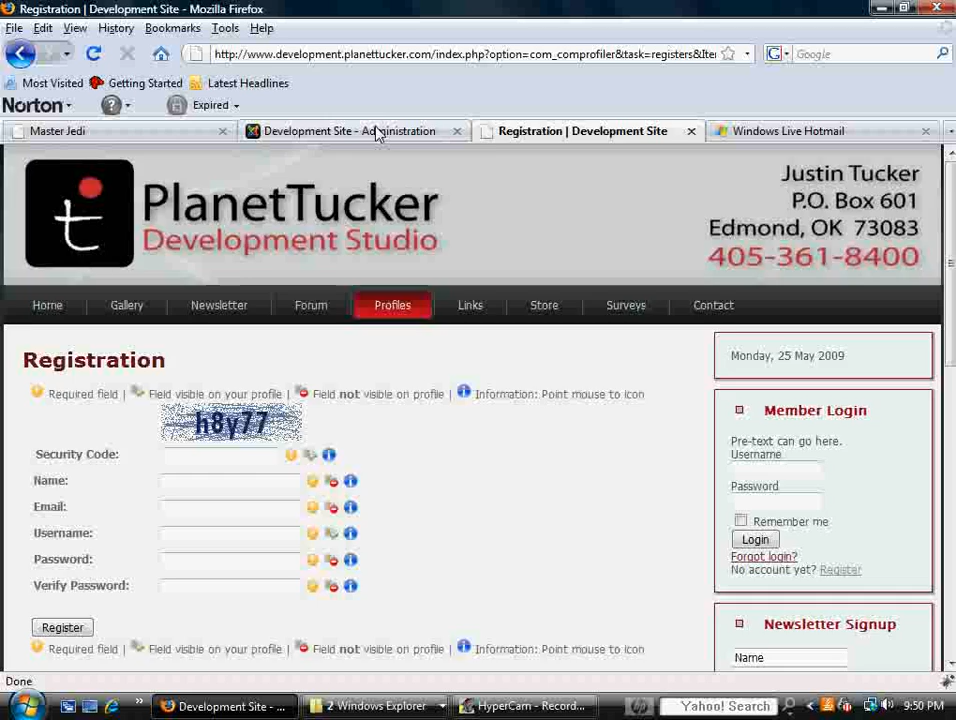 Registration | Development Site - Mozilla Firefox
File Edit View History Bookmarks Tools Help
http://www.development.planettucker.com/index.php?option=com_comprofiler&task=registers&Ite
Google
Most Visited Getting Started Latest Headlines
Norton Expired
Master Jedi Development Site - Administration Registration | Development Site Windows Live Hotmail
PlanetTucker
Development Studio
Justin Tucker
P.O. Box 601
Edmond, OK 73083
405-361-8400
Home Gallery Newsletter Forum Profiles Links Store Surveys Contact
Registration
Required field | Field visible on your profile | Field not visible on profile | Information: Point mouse to icon
h8y77
Security Code:
Name:
Email:
Username:
Password:
Verify Password:
Register
Required field | Field visible on your profile | Field not visible on profile | Information: Point mouse to icon
Monday, 25 May 2009
Member Login
Pre-text can go here.
Username
Password
Remember me
Login
Forgot login?
No account yet? Register
Newsletter Signup
Name
Done
Development Site - ... 2 Windows Explorer HyperCam - Record... Yahoo! Search 9:50 PM